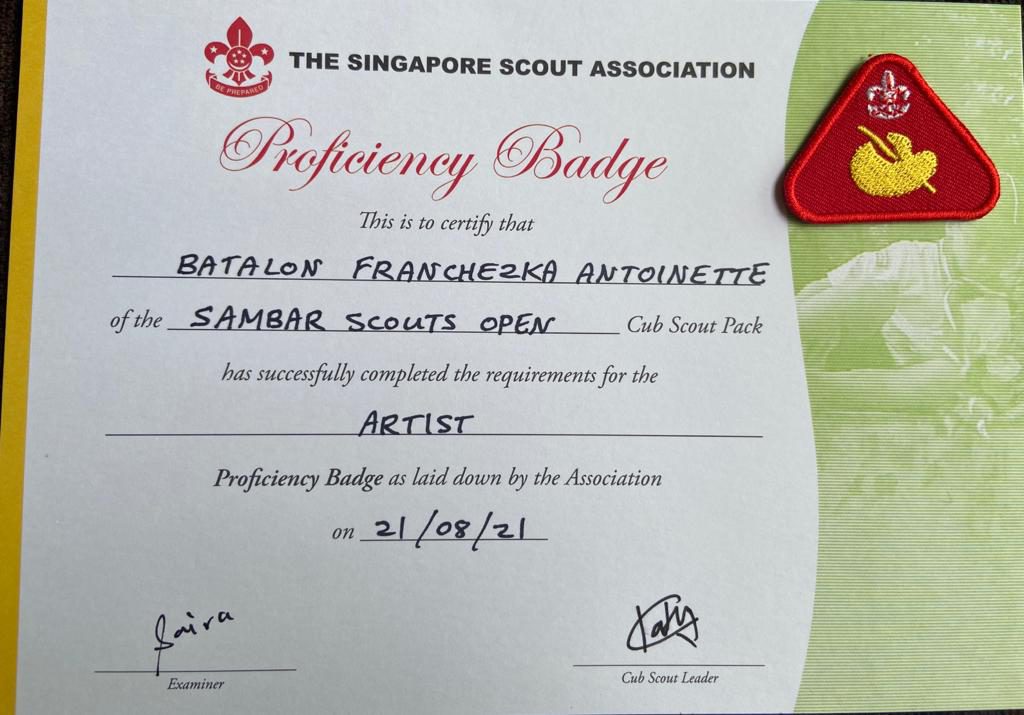 THE SINGAPORE SCOUT ASSOCIATION
BE PREPARED
Proficiency Badge
This is to certify that
BATALON FRANCHEZKA ANTOINETTE
of the SAMBAR SCOUTS OPEN Cub Scout Pack
has successfully completed the requirements for the
ARTIST
Proficiency Badge as laid down by the Association
on 21/08/21
Saira
Examiner
Cub Scout Leader